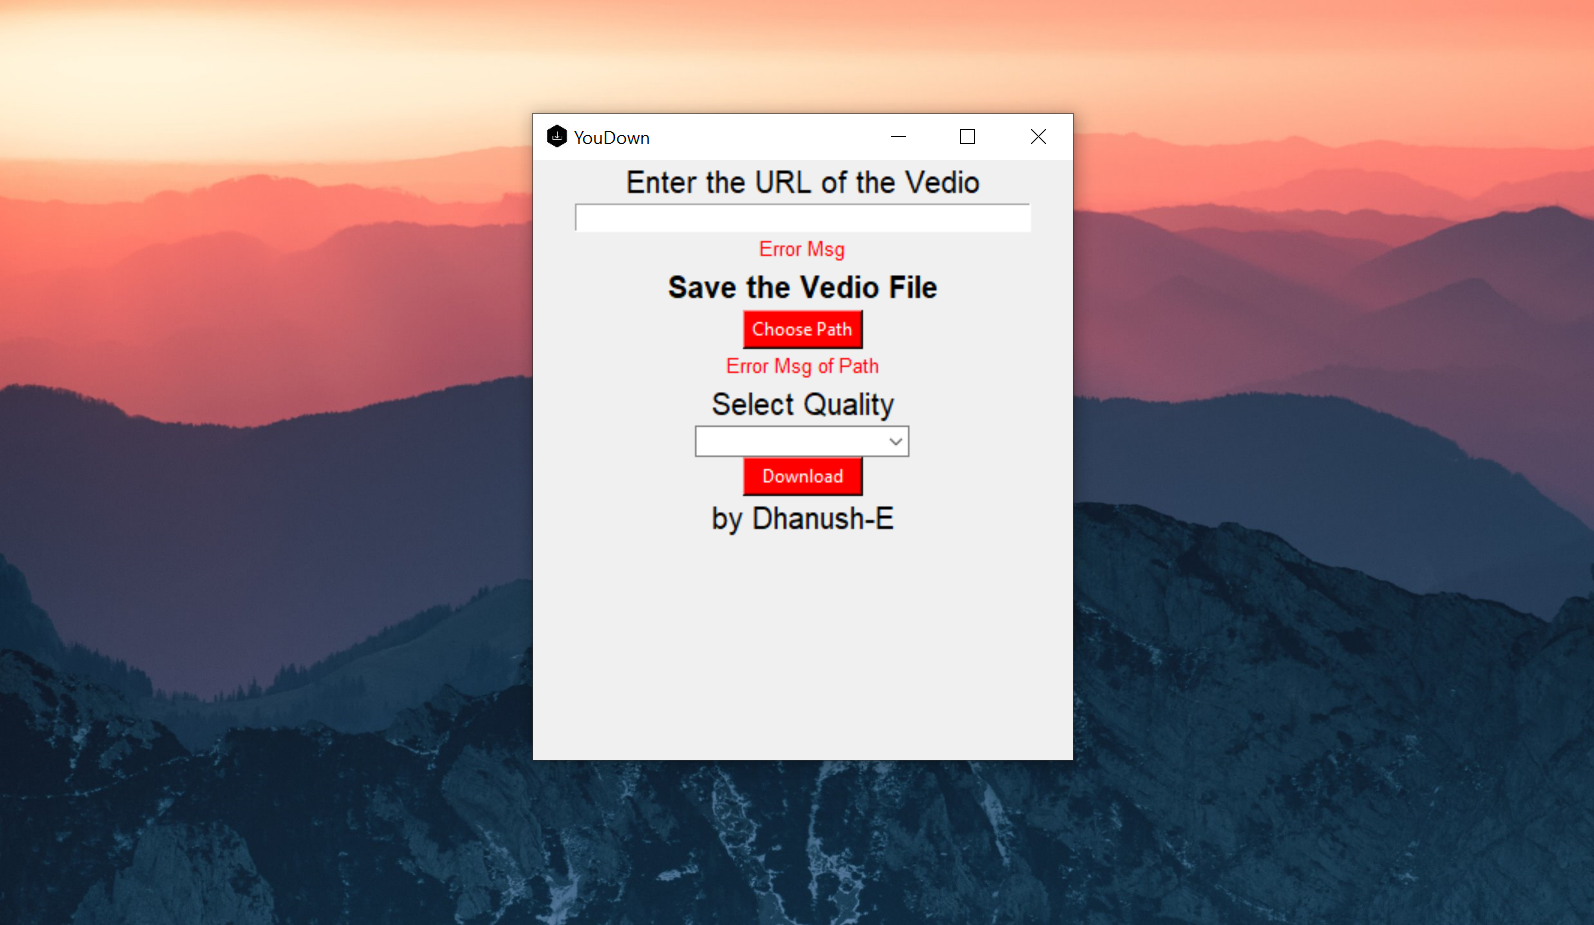 YouDown
Enter the URL of the Vedio
Error Msg
Save the Vedio File
Choose Path
Error Msg of Path
Select Quality
Download
by Dhanush-E